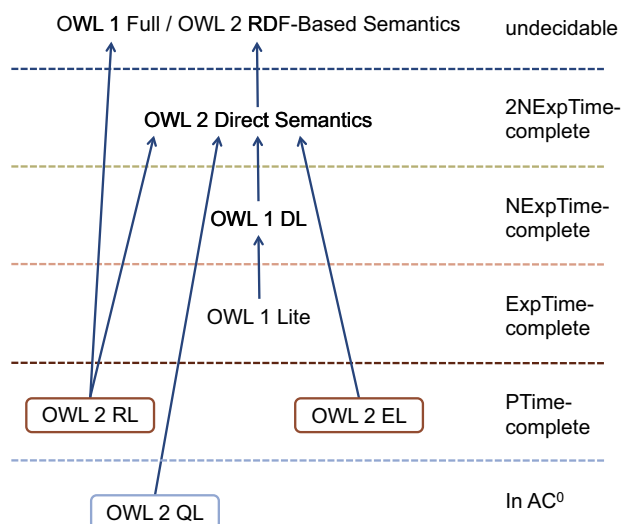 OWL 1 Full / OWL 2 RDF-Based Semantics
undecidable
OWL 2 Direct Semantics
2NExpTime-
complete
OWL 1 DL
NExpTime-
complete
OWL 1 Lite
ExpTime-
complete
OWL 2 RL
OWL 2 EL
PTime-
complete
OWL 2 QL
In AC⁰